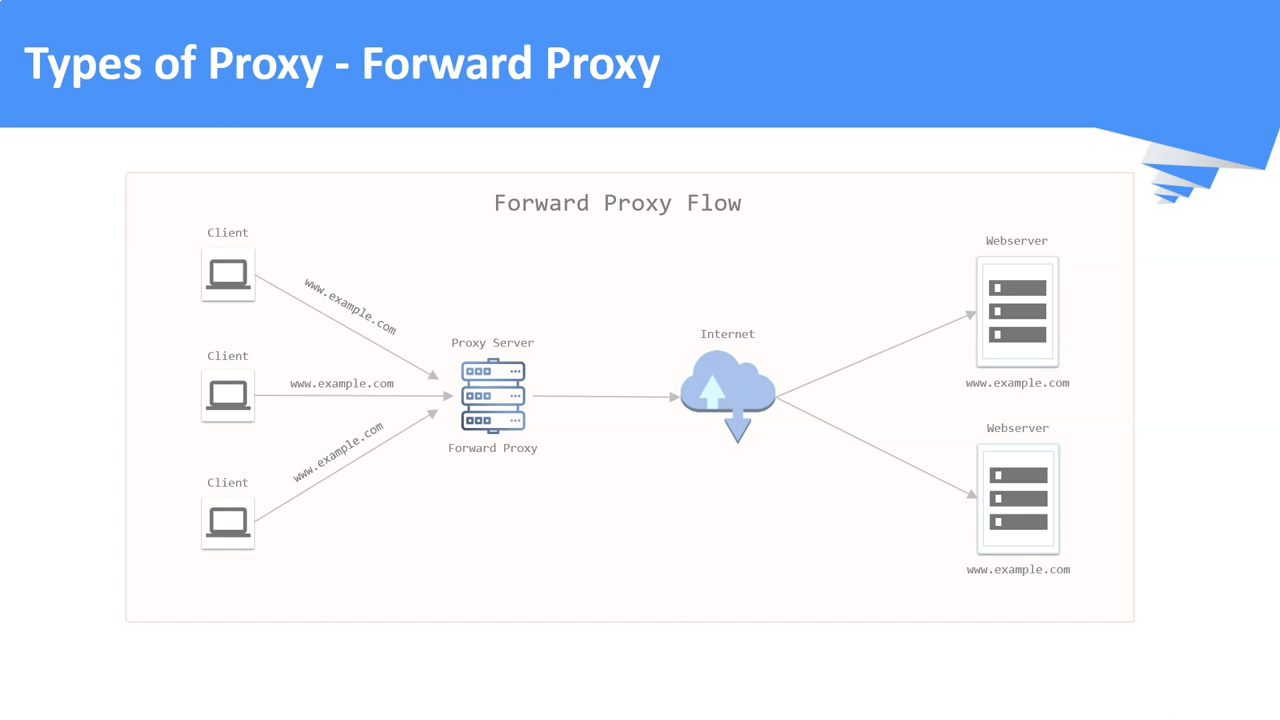 Types of Proxy - Forward Proxy
Forward Proxy Flow
Client
www.example.com
Client
www.example.com
Client
www.example.com
Proxy Server
Forward Proxy
Internet
Webserver
www.example.com
Webserver
www.example.com